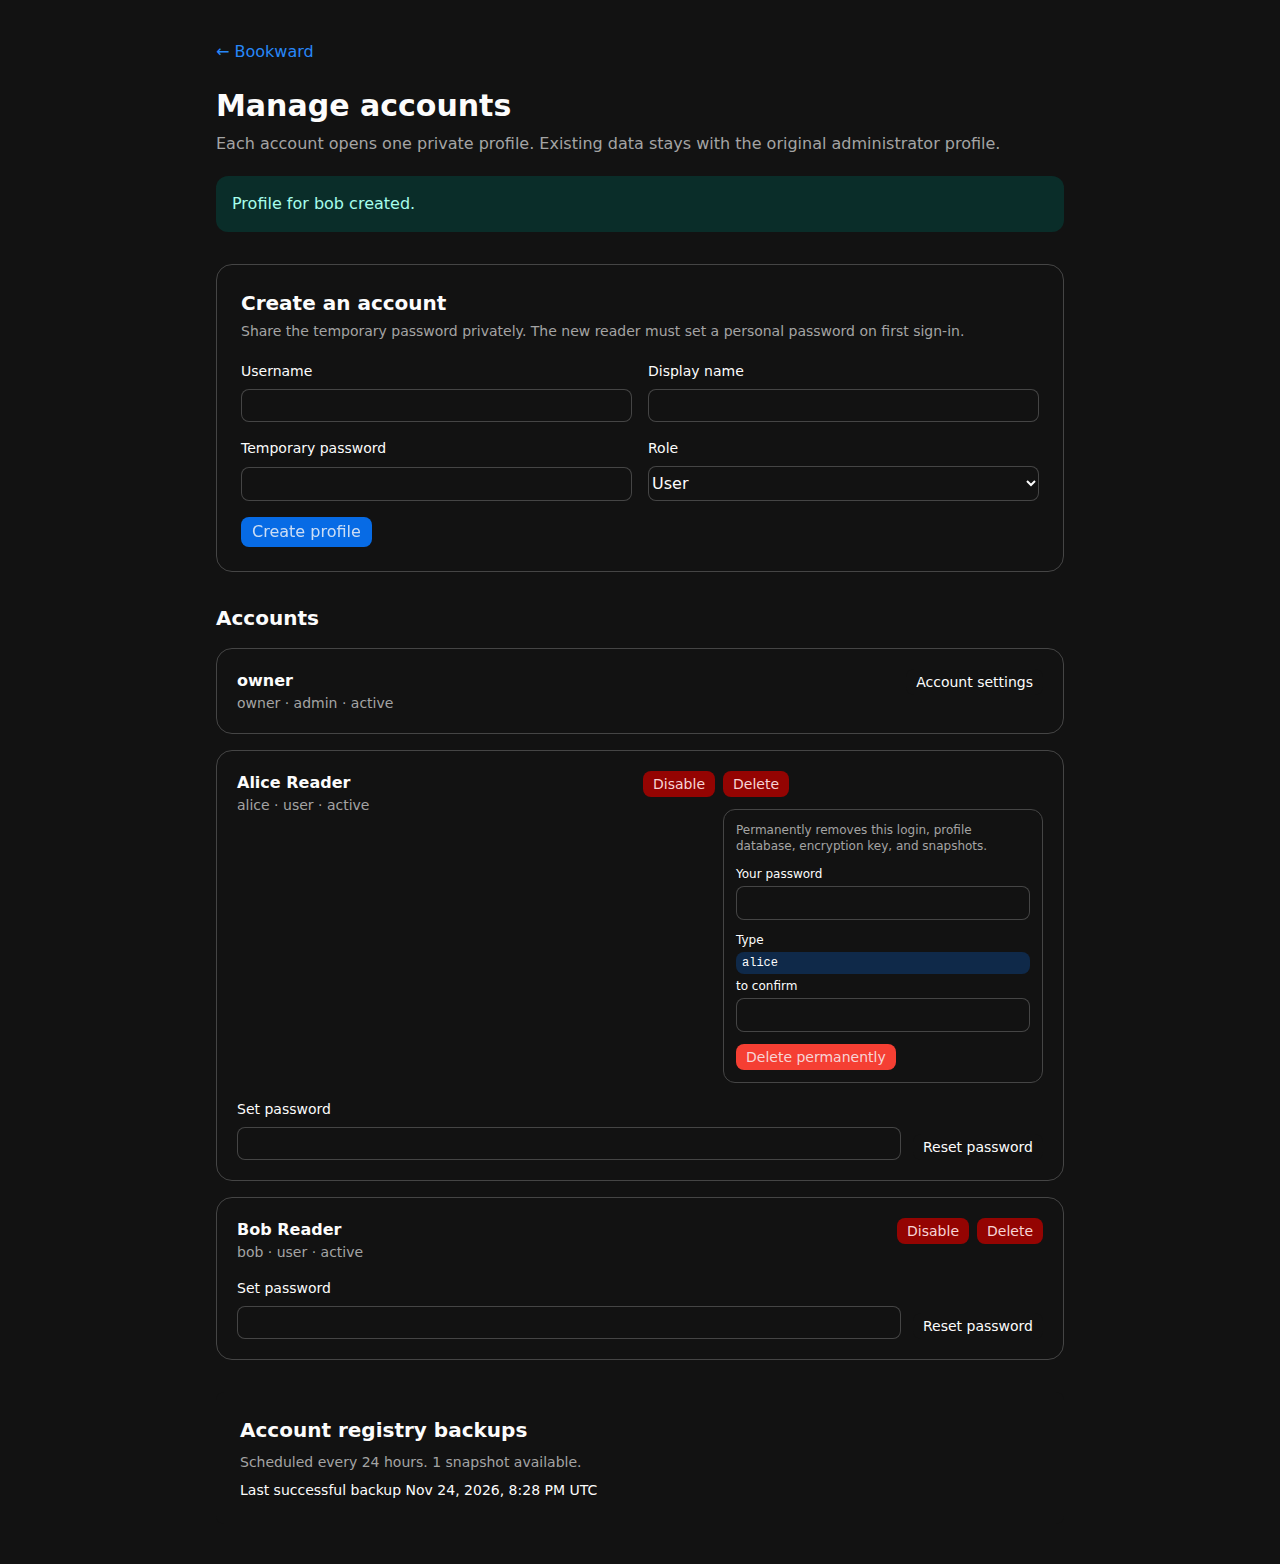 ← Bookward
Manage accounts
Each account opens one private profile. Existing data stays with the original administrator profile.
Profile for bob created.
Create an account
Share the temporary password privately. The new reader must set a personal password on first sign-in.
Username
Display name
Temporary password
Role
User
Create profile
Accounts
owner
owner · admin · active
Account settings
Alice Reader
alice · user · active
Disable
Delete
Permanently removes this login, profile
database, encryption key, and snapshots.
Your password
Type
alice
to confirm
Delete permanently
Set password
Reset password
Bob Reader
bob · user · active
Disable
Delete
Set password
Reset password
Account registry backups
Scheduled every 24 hours. 1 snapshot available.
Last successful backup Nov 24, 2026, 8:28 PM UTC